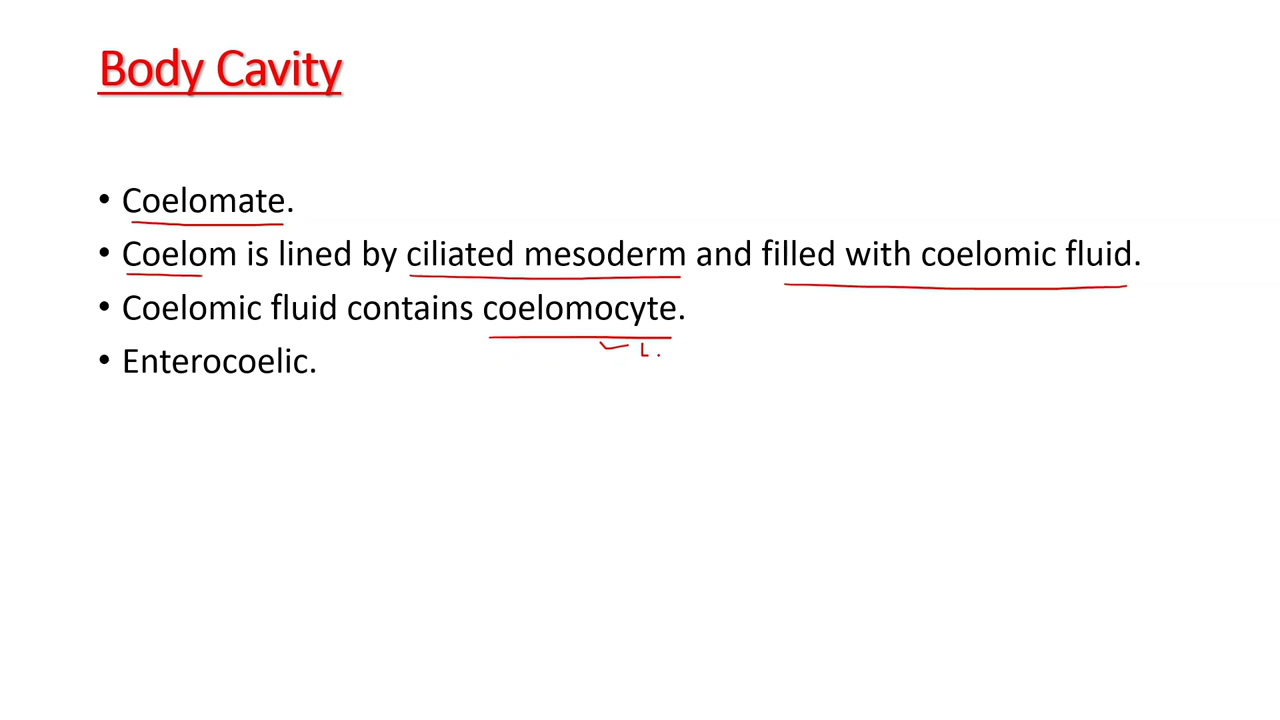 Body Cavity
• Coelomate.
• Coelom is lined by ciliated mesoderm and filled with coelomic fluid.
• Coelomic fluid contains coelomocyte.
• Enterocoelic.